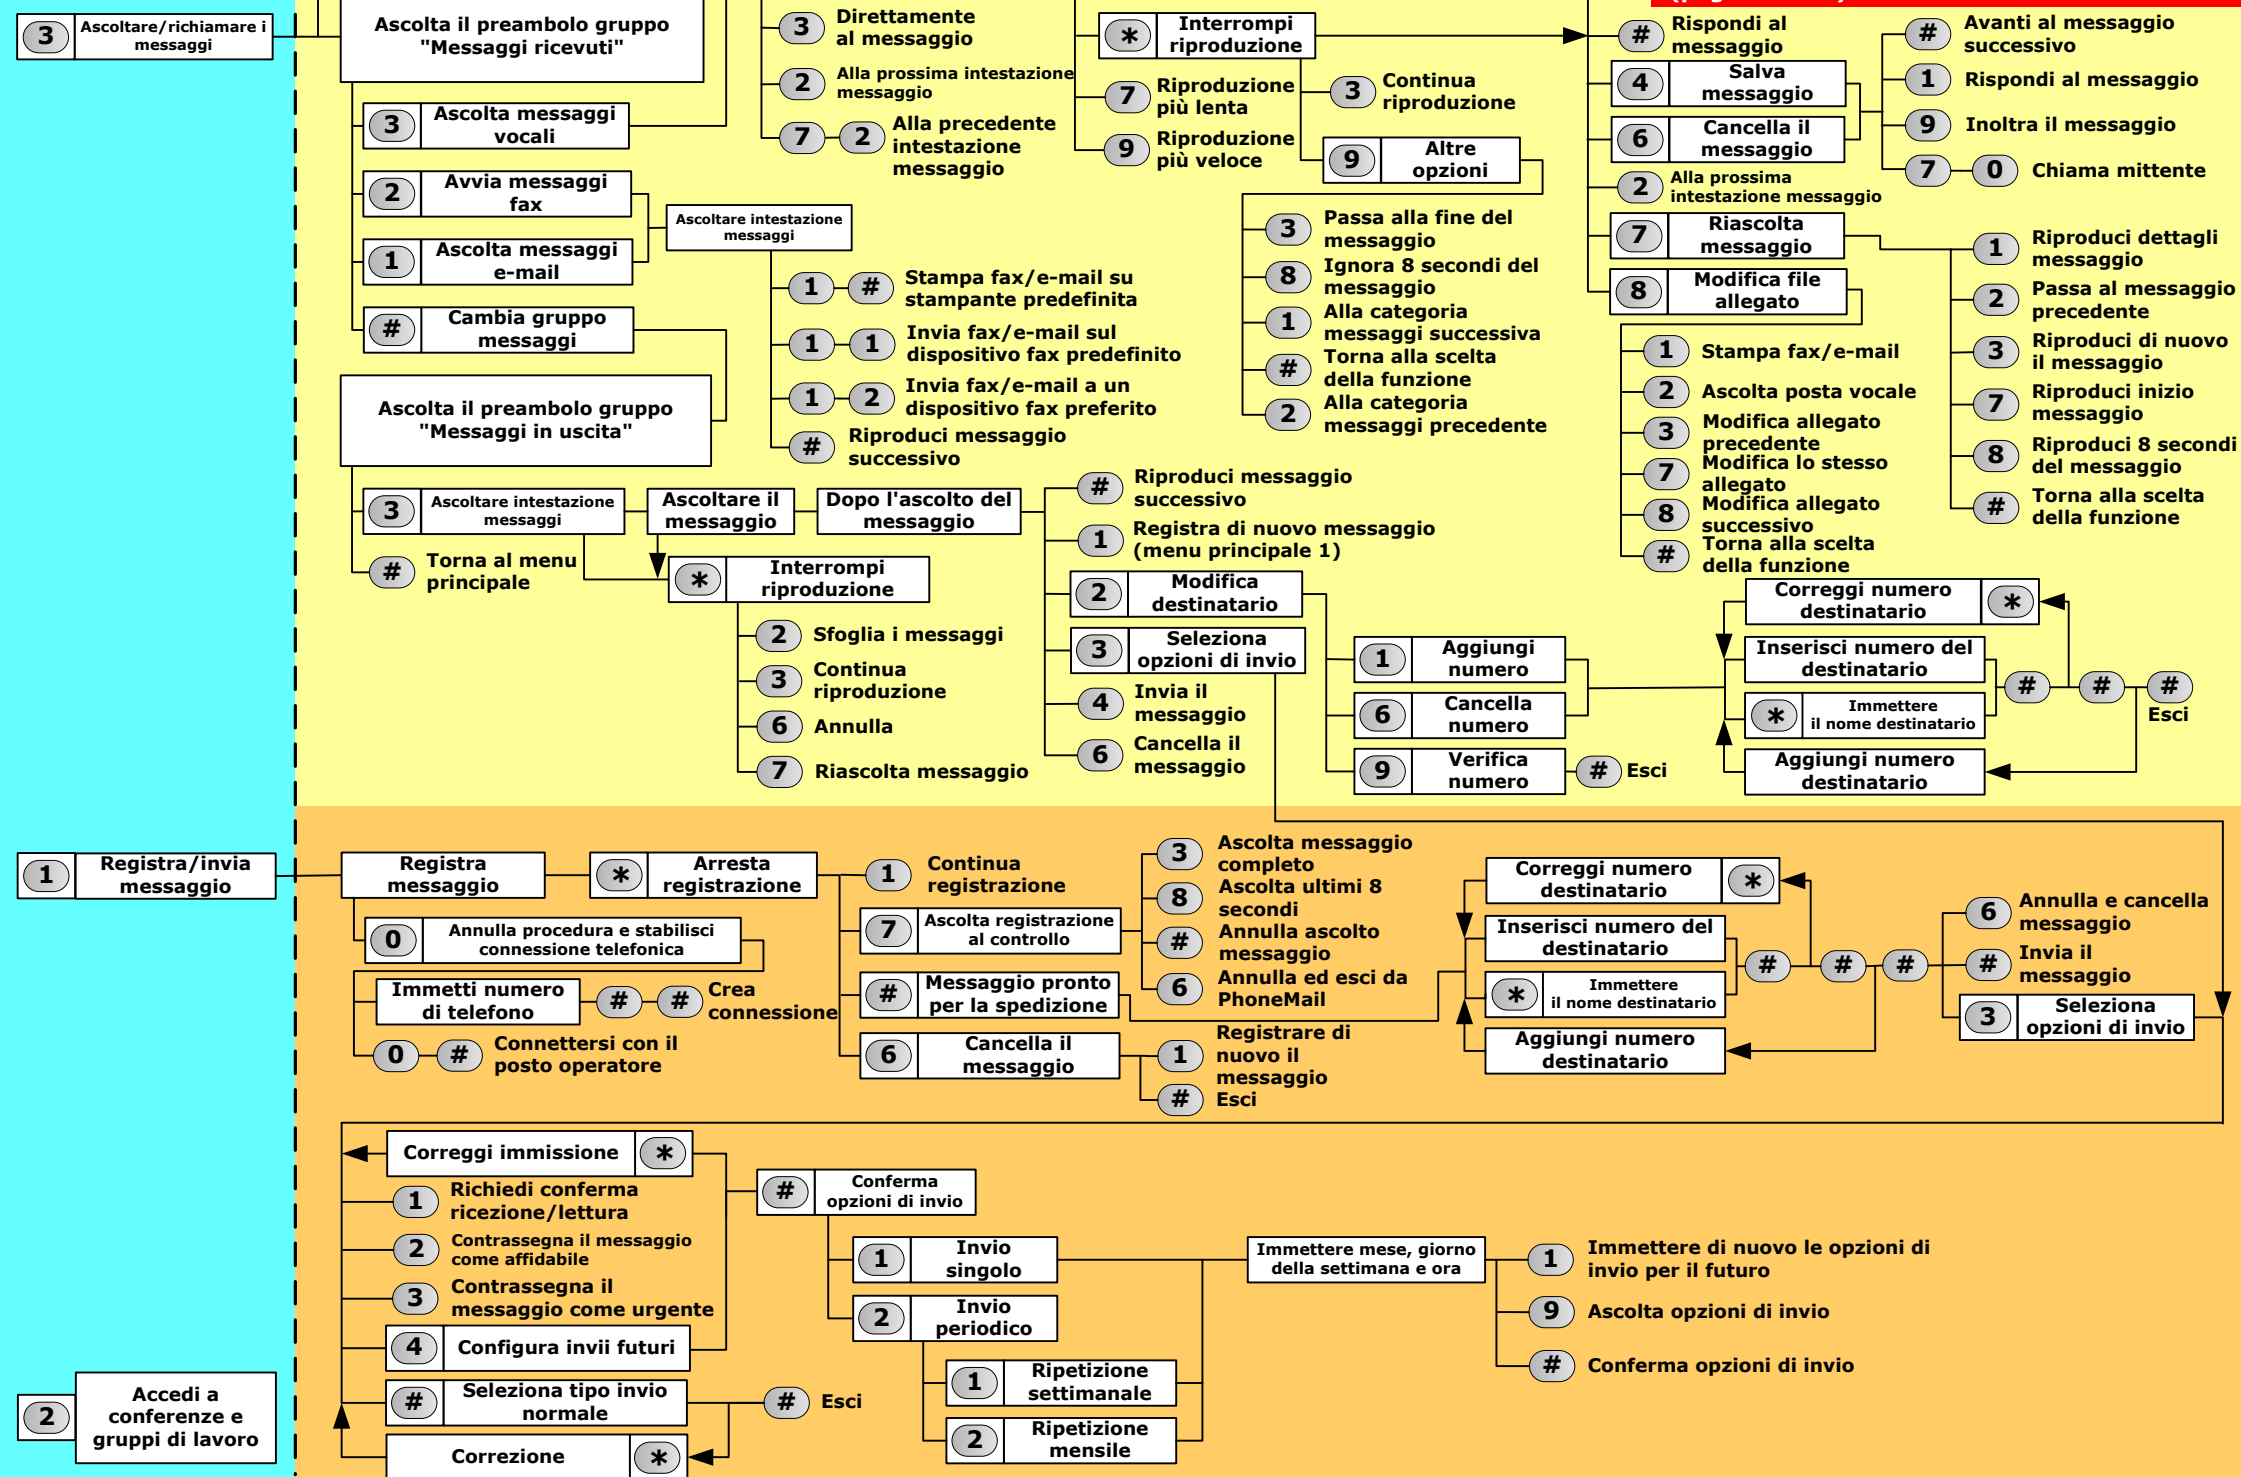 3
Ascoltare/richiamare i
messaggi
Ascolta il preambolo gruppo
"Messaggi ricevuti"
3
Ascolta messaggi
vocali
2
Avvia messaggi
fax
1
Ascolta messaggi
e-mail
#
Cambia gruppo
messaggi
Ascoltare intestazione
messaggi
1 #
Stampa fax/e-mail su
stampante predefinita
1 1
Invia fax/e-mail sul
dispositivo fax predefinito
1 2
Invia fax/e-mail a un
dispositivo fax preferito
#
Riproduci messaggio
successivo
3
Direttamente
al messaggio
2
Alla prossima intestazione
messaggio
7 2
Alla precedente
intestazione
messaggio
*
Interrompi
riproduzione
7
Riproduzione
più lenta
9
Riproduzione
più veloce
3
Continua
riproduzione
9
Altre
opzioni
3
Passa alla fine del
messaggio
8
Ignora 8 secondi del
messaggio
1
Alla categoria
messaggi successiva
#
Torna alla scelta
della funzione
2
Alla categoria
messaggi precedente
#
Rispondi al
messaggio
4
Salva
messaggio
6
Cancella il
messaggio
2
Alla prossima
intestazione messaggio
7
Riascolta
messaggio
8
Modifica file
allegato
#
Avanti al messaggio
successivo
1
Rispondi al messaggio
9
Inoltra il messaggio
7 0
Chiama mittente
1
Riproduci dettagli
messaggio
2
Passa al messaggio
precedente
3
Riproduci di nuovo
il messaggio
7
Riproduci inizio
messaggio
8
Riproduci 8 secondi
del messaggio
#
Torna alla scelta
della funzione
1
Stampa fax/e-mail
2
Ascolta posta vocale
3
Modifica allegato
precedente
7
Modifica lo stesso
allegato
8
Modifica allegato
successivo
#
Torna alla scelta
della funzione
Ascolta il preambolo gruppo
"Messaggi in uscita"
3
Ascoltare intestazione
messaggi
Ascoltare il
messaggio
Dopo l'ascolto del
messaggio
#
Torna al menu
principale
*
Interrompi
riproduzione
2
Sfoglia i messaggi
3
Continua
riproduzione
6
Annulla
7
Riascolta messaggio
#
Riproduci messaggio
successivo
1
Registra di nuovo messaggio
(menu principale 1)
2
Modifica
destinatario
3
Seleziona
opzioni di invio
4
Invia il
messaggio
6
Cancella il
messaggio
1
Aggiungi
numero
6
Cancella
numero
9
Verifica
numero
# Esci
Correggi numero
destinatario
*
Inserisci numero del
destinatario
*
Immettere
il nome destinatario
Aggiungi numero
destinatario
# # #
Esci
1
Registra/invia
messaggio
Registra
messaggio
*
Arresta
registrazione
0
Annulla procedura e stabilisci
connessione telefonica
Immetti numero
di telefono
# #
Crea
connessione
0 #
Connettersi con il
posto operatore
1
Continua
registrazione
7
Ascolta registrazione
al controllo
#
Messaggio pronto
per la spedizione
6
Cancella il
messaggio
3
Ascolta messaggio
completo
8
Ascolta ultimi 8
secondi
#
Annulla ascolto
messaggio
6
Annulla ed esci da
PhoneMail
1
Registrare di
nuovo il
messaggio
#
Esci
Correggi numero
destinatario
*
Inserisci numero del
destinatario
*
Immettere
il nome destinatario
Aggiungi numero
destinatario
# # #
6
Annulla e cancella
messaggio
#
Invia il
messaggio
3
Seleziona
opzioni di invio
Correggi immissione
*
1
Richiedi conferma
ricezione/lettura
2
Contrassegna il messaggio
come affidabile
3
Contrassegna il
messaggio come urgente
4
Configura invii futuri
#
Seleziona tipo invio
normale
# Esci
Correzione
*
#
Conferma
opzioni di invio
1
Invio
singolo
2
Invio
periodico
1
Ripetizione
settimanale
2
Ripetizione
mensile
Immettere mese, giorno
della settimana e ora
1
Immettere di nuovo le opzioni di
invio per il futuro
9
Ascolta opzioni di invio
#
Conferma opzioni di invio
2
Accedi a
conferenze e
gruppi di lavoro